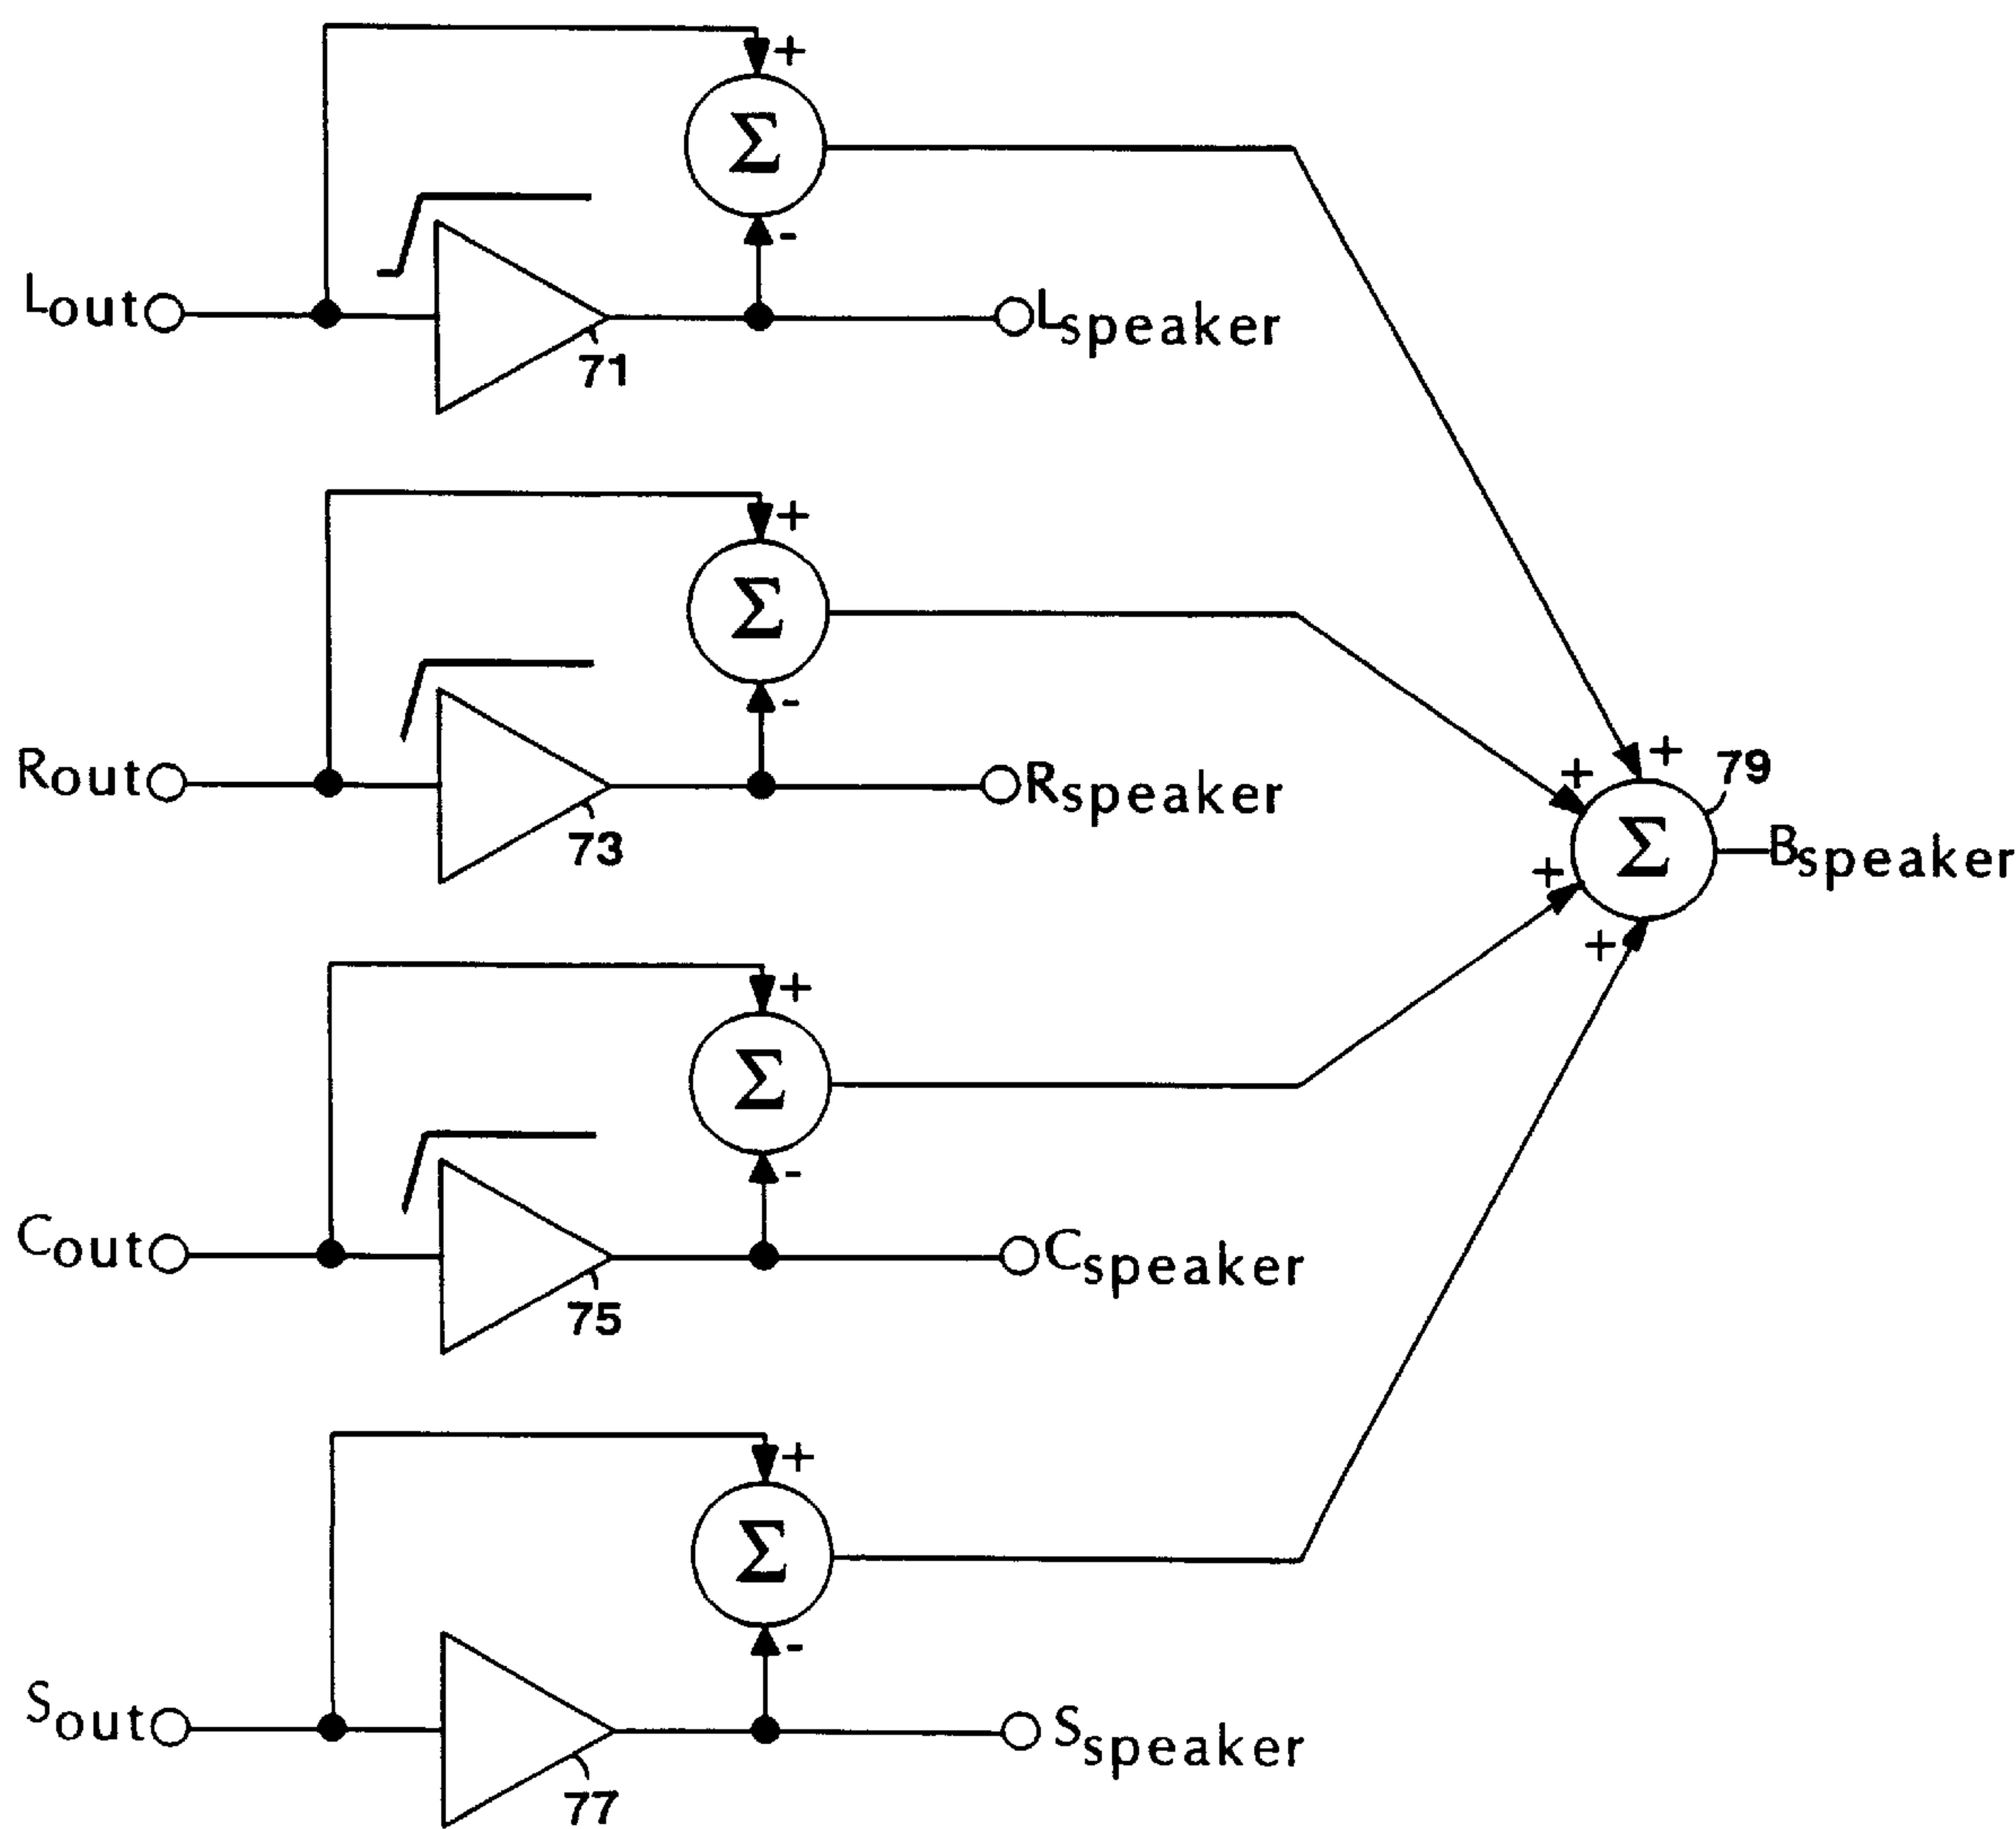 +
Σ
-
Lout
Lspeaker
71
+
Σ
-
Rout
Rspeaker
73
+
+
79
Σ
Bspeaker
+
+
+
Σ
-
Cout
Cspeaker
75
+
Σ
-
Sout
Sspeaker
77